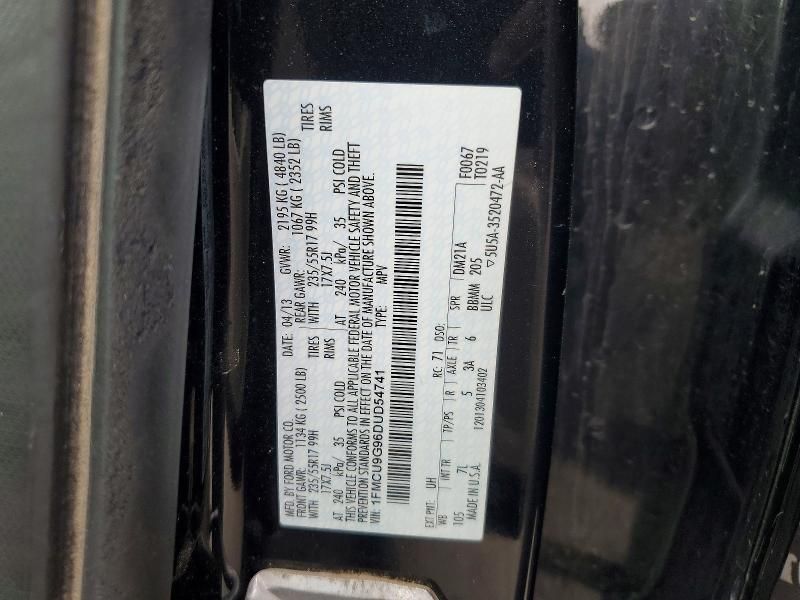 MFD. BY FORD MOTOR CO.
DATE: 04/13 GVWR: 2195 KG ( 4840 LB)
FRONT GAWR: 1134 KG ( 2500 LB) REAR GAWR: 1067 KG ( 2352 LB)
WITH 235/55R17 99H TIRES WITH 235/55R17 99H TIRES
17X7.5J RIMS 17X7.5J RIMS
AT 240 kPa/ 35 PSI COLD AT 240 kPa/ 35 PSI COLD
THIS VEHICLE CONFORMS TO ALL APPLICABLE FEDERAL MOTOR VEHICLE SAFETY AND THEFT
PREVENTION STANDARDS IN EFFECT ON THE DATE OF MANUFACTURE SHOWN ABOVE.
VIN: 1FMCU9G96DUD54741 TYPE: MPV
F0067
T0219
EXT PNT: UH RC: 71 DSO: DM21A
WB INT TR TP/PS R AXLE TR SPR
105 7L 5 3A 6 BBMM 205
MADE IN U.S.A. 1201304103402 ULC
▽5U5A-3520472-AA